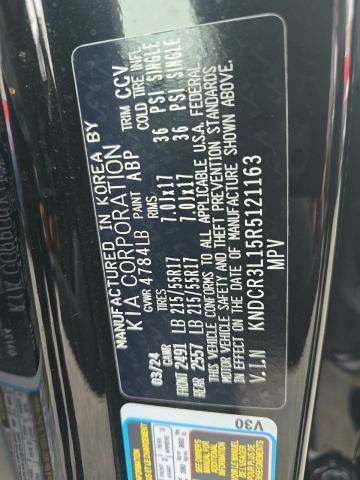 MANUFACTURED IN KOREA BY
KIA CORPORATION
GVWR 4784LB PAINT ABP TRIM CCV
03/24 GAWR TIRES RIMS COLD TIRE INFL.
FRONT 2491 LB 215/55R17 7.0Jx17 36 PSI SINGLE
REAR 2557 LB 215/55R17 7.0Jx17 36 PSI SINGLE
THIS VEHICLE CONFORMS TO ALL APPLICABLE U.S.A. FEDERAL
MOTOR VEHICLE SAFETY AND THEFT PREVENTION STANDARDS
IN EFFECT ON THE DATE OF MANUFACTURE SHOWN ABOVE.
V.I.N KNDCR3L15R5121163
MPV
V30